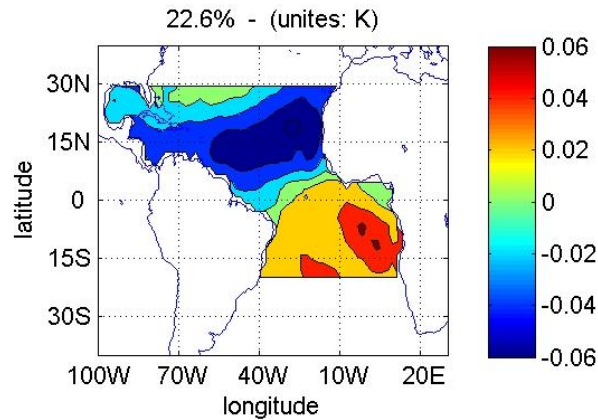 22.6% - (unites: K)
30N
15N
0
15S
30S
latitude
100W 70W 40W 10W 20E
longitude
0.06
0.04
0.02
0
-0.02
-0.04
-0.06